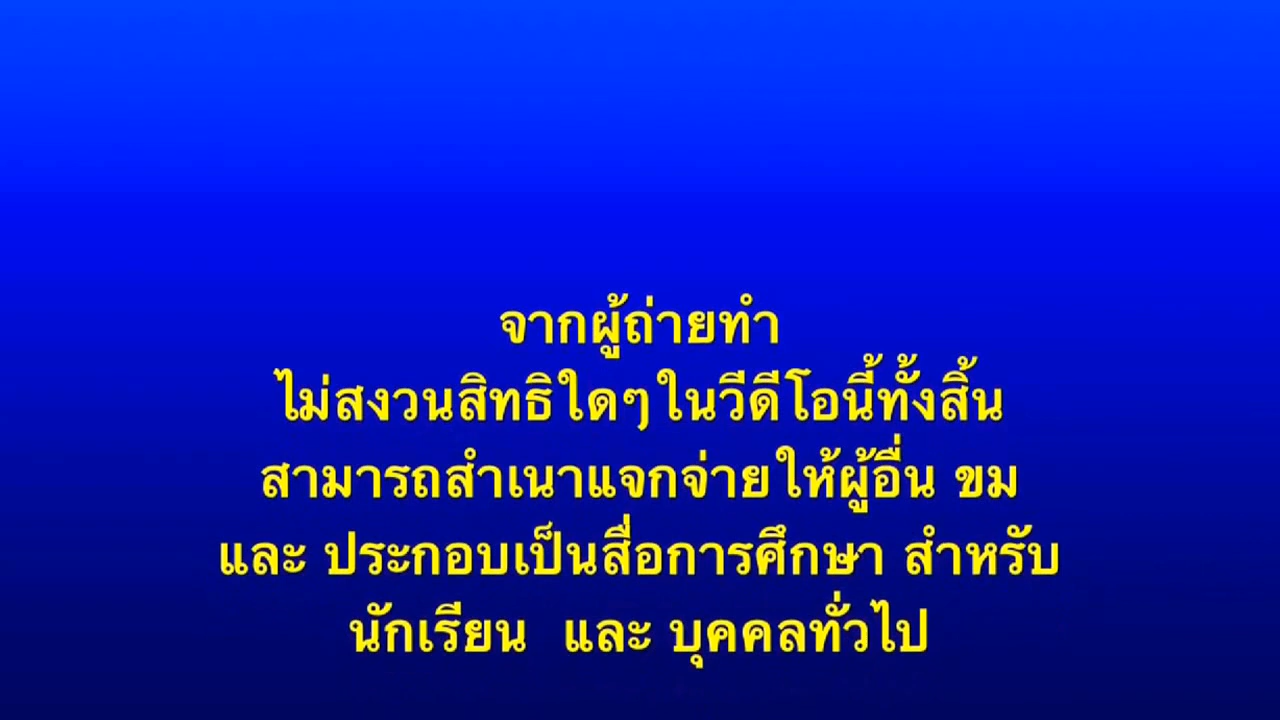 จากผู้ถ่ายทำ
ไม่สงวนสิทธิใดๆในวีดีโอนี้ทั้งสิ้น
สามารถสำเนาแจกจ่ายให้ผู้อื่น ขม
และ ประกอบเป็นสื่อการศึกษา สำหรับ
นักเรียน และ บุคคลทั่วไป